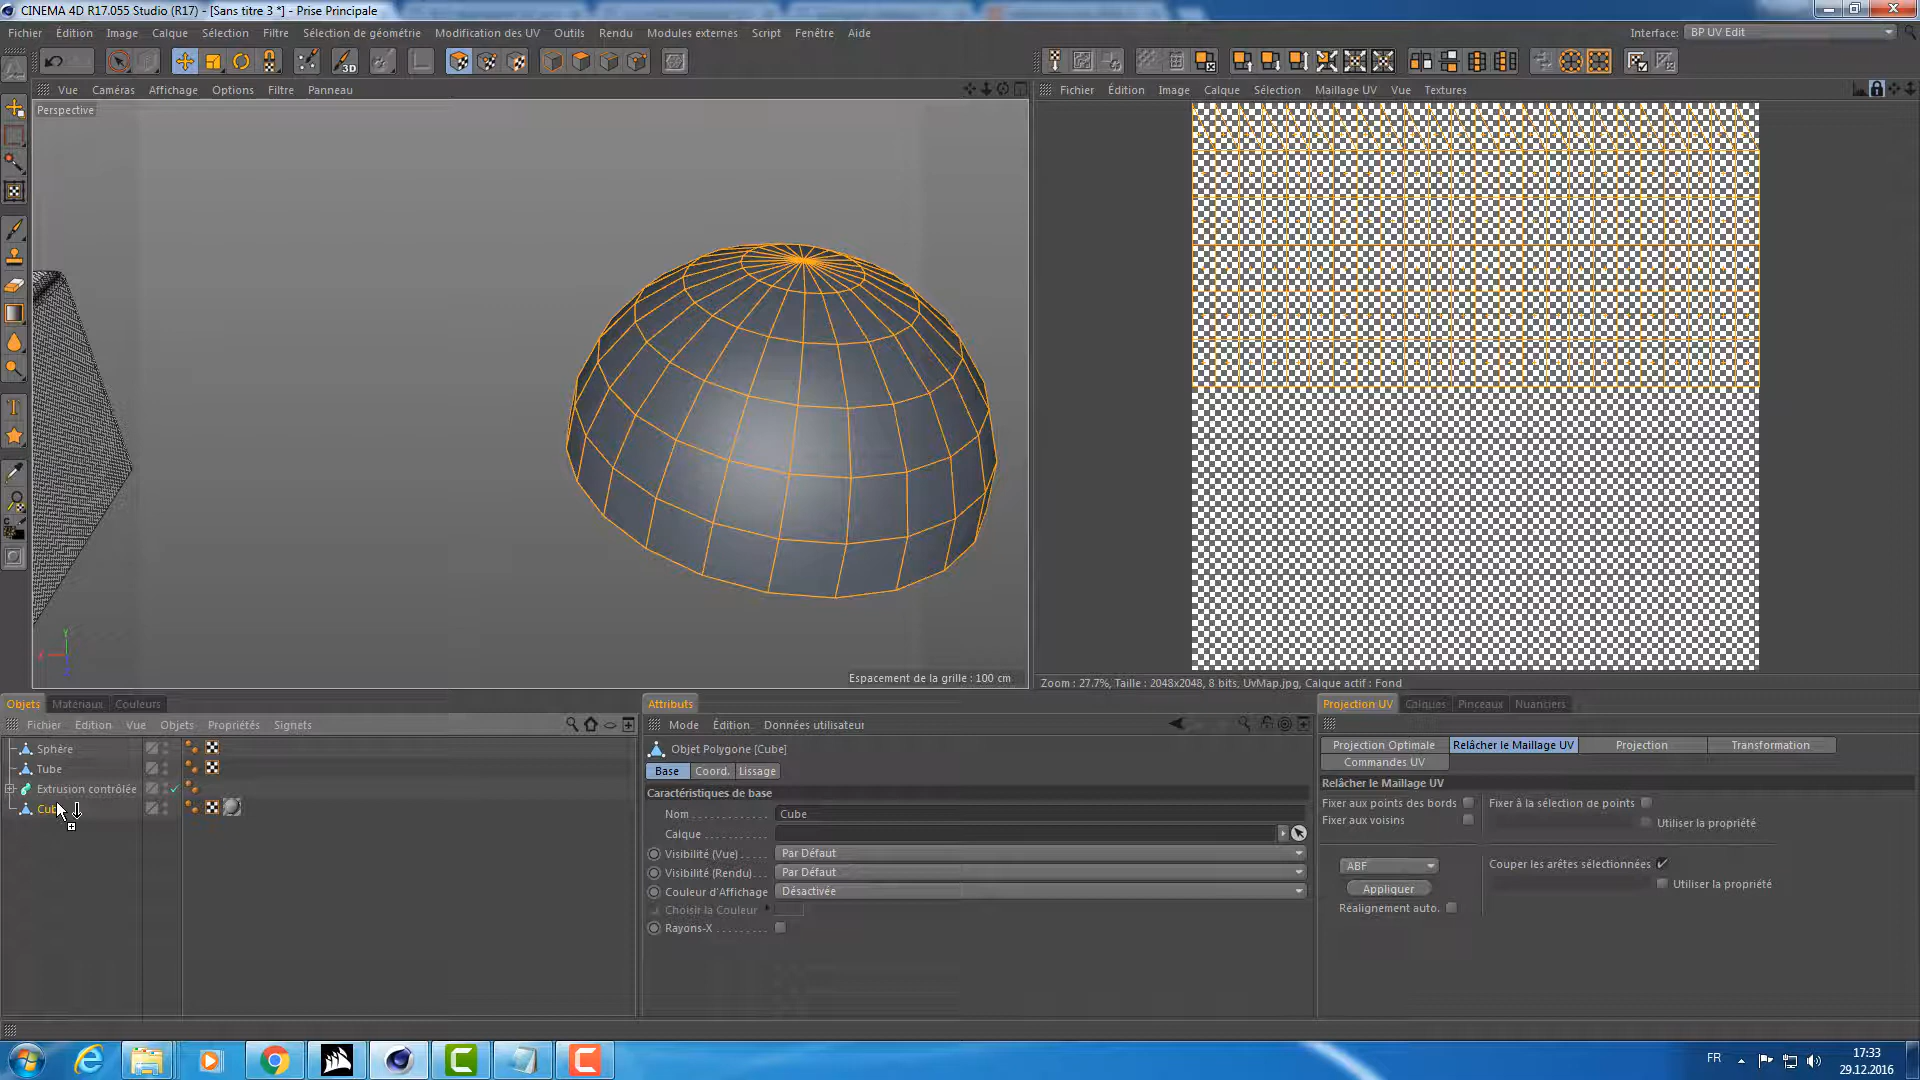 CINEMA 4D R17.055 Studio (R17) - [Sans titre 3 *] - Prise Principale
Fichier Édition Image Calque Sélection Filtre Sélection de géométrie Modification des UV Outils Rendu Modules externes Script Fenêtre Aide Interface: BP UV Edit
Vue Caméras Affichage Options Filtre Panneau
Fichier Édition Image Calque Sélection Maillage UV Vue Textures
Perspective
Espacement de la grille : 100 cm
Zoom : 27.7%, Taille : 2048x2048, 8 bits, UvMap.jpg, Calque actif : Fond
Objets Matériaux Couleurs
Fichier Edition Vue Objets Propriétés Signets
Sphère
Tube
Extrusion contrôlée
Attributs
Mode Édition Données utilisateur
Objet Polygone [Cube]
Base Coord. Lissage
Caractéristiques de base
Nom Cube
Calque
Visibilité (Vue) Par Défaut
Visibilité (Rendu) Par Défaut
Couleur d'Affichage Désactivée
Choisir la Couleur
Rayons-X
Projection UV Calques Pinceaux Nuanciers
Projection Optimale Relâcher le Maillage UV Projection Transformation
Commandes UV
Relâcher le Maillage UV
Fixer aux points des bords Fixer à la sélection de points
Fixer aux voisins Utiliser la propriété
ABF Couper les arêtes sélectionnées
Appliquer Utiliser la propriété
Réalignement auto.
FR
17:33
29.12.2016